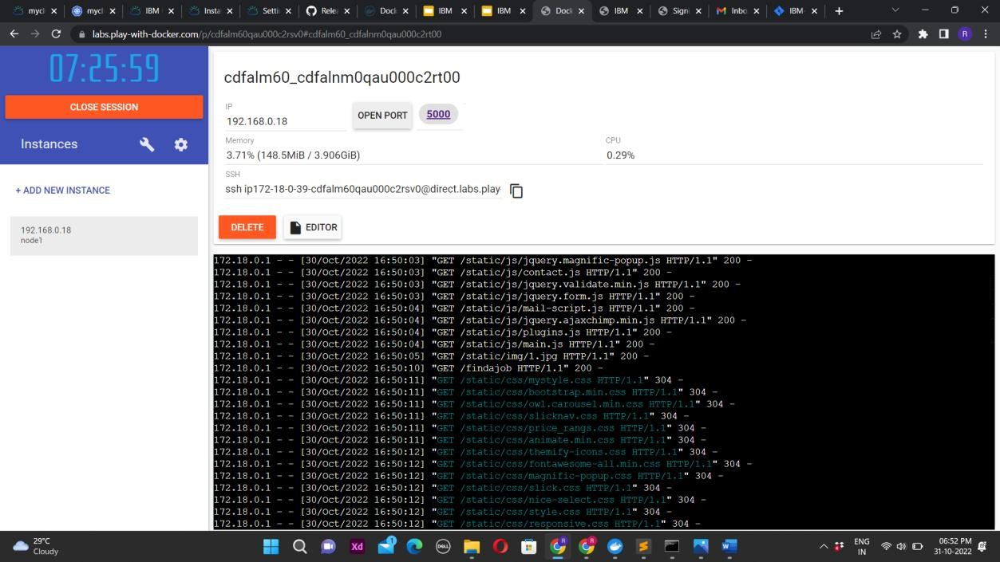 mycl
mycl
IBM
Insta
Setti
Relea
Dock
IBM
IBM
Dock
IBM
Signi
Inbo
IBM-
labs.play-with-docker.com/p/cdfalm60qau000c2rsv0#cdfalm60_cdfalnm0qau000c2rt00
R
07:25:59
CLOSE SESSION
Instances
+ ADD NEW INSTANCE
192.168.0.18
node1
cdfalm60_cdfalnm0qau000c2rt00
IP
192.168.0.18
OPEN PORT
5000
Memory
3.71% (148.5MiB / 3.906GiB)
CPU
0.29%
SSH
ssh ip172-18-0-39-cdfalm60qau000c2rsv0@direct.labs.play-
DELETE
EDITOR
172.18.0.1 - - [30/Oct/2022 16:50:03] "GET /static/js/jquery.magnific-popup.js HTTP/1.1" 200 -
172.18.0.1 - - [30/Oct/2022 16:50:03] "GET /static/js/contact.js HTTP/1.1" 200 -
172.18.0.1 - - [30/Oct/2022 16:50:03] "GET /static/js/jquery.validate.min.js HTTP/1.1" 200 -
172.18.0.1 - - [30/Oct/2022 16:50:03] "GET /static/js/jquery.form.js HTTP/1.1" 200 -
172.18.0.1 - - [30/Oct/2022 16:50:04] "GET /static/js/mail-script.js HTTP/1.1" 200 -
172.18.0.1 - - [30/Oct/2022 16:50:04] "GET /static/js/jquery.ajaxchimp.min.js HTTP/1.1" 200 -
172.18.0.1 - - [30/Oct/2022 16:50:04] "GET /static/js/plugins.js HTTP/1.1" 200 -
172.18.0.1 - - [30/Oct/2022 16:50:04] "GET /static/js/main.js HTTP/1.1" 200 -
172.18.0.1 - - [30/Oct/2022 16:50:05] "GET /static/img/1.jpg HTTP/1.1" 200 -
172.18.0.1 - - [30/Oct/2022 16:50:10] "GET /findajob HTTP/1.1" 200 -
172.18.0.1 - - [30/Oct/2022 16:50:11] "GET /static/css/mystyle.css HTTP/1.1" 304 -
172.18.0.1 - - [30/Oct/2022 16:50:11] "GET /static/css/bootstrap.min.css HTTP/1.1" 304 -
172.18.0.1 - - [30/Oct/2022 16:50:11] "GET /static/css/owl.carousel.min.css HTTP/1.1" 304 -
172.18.0.1 - - [30/Oct/2022 16:50:11] "GET /static/css/slicknav.css HTTP/1.1" 304 -
172.18.0.1 - - [30/Oct/2022 16:50:11] "GET /static/css/price_rangs.css HTTP/1.1" 304 -
172.18.0.1 - - [30/Oct/2022 16:50:11] "GET /static/css/animate.min.css HTTP/1.1" 304 -
172.18.0.1 - - [30/Oct/2022 16:50:12] "GET /static/css/themify-icons.css HTTP/1.1" 304 -
172.18.0.1 - - [30/Oct/2022 16:50:12] "GET /static/css/fontawesome-all.min.css HTTP/1.1" 304 -
172.18.0.1 - - [30/Oct/2022 16:50:12] "GET /static/css/magnific-popup.css HTTP/1.1" 304 -
172.18.0.1 - - [30/Oct/2022 16:50:12] "GET /static/css/slick.css HTTP/1.1" 304 -
172.18.0.1 - - [30/Oct/2022 16:50:12] "GET /static/css/nice-select.css HTTP/1.1" 304 -
172.18.0.1 - - [30/Oct/2022 16:50:12] "GET /static/css/style.css HTTP/1.1" 304 -
172.18.0.1 - - [30/Oct/2022 16:50:12] "GET /static/css/responsive.css HTTP/1.1" 304 -
29°C
Cloudy
Xd
1
DELL
R
R
W
ENG
IN
06:52 PM
31-10-2022